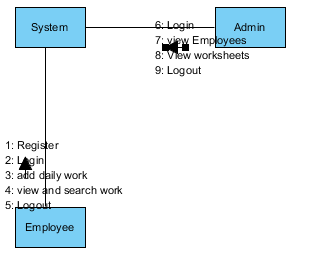 System
Admin
6: Login
7: view Employees
8: View worksheets
9: Logout
1: Register
2: Login
3: add daily work
4: view and search work
5: Logout
Employee